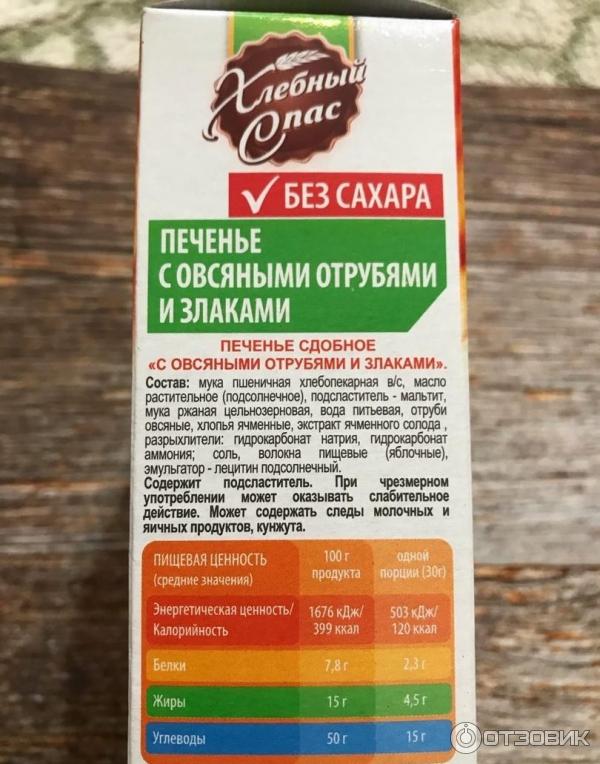 Хлебный
Спас
БЕЗ САХАРА
ПЕЧЕНЬЕ
С ОВСЯНЫМИ ОТРУБЯМИ
И ЗЛАКАМИ
ПЕЧЕНЬЕ СДОБНОЕ
«С ОВСЯНЫМИ ОТРУБЯМИ И ЗЛАКАМИ».
Состав: мука пшеничная хлебопекарная в/с, масло
растительное (подсолнечное), подсластитель - мальтит,
мука ржаная цельнозерновая, вода питьевая, отруби
овсяные, хлопья ячменные, экстракт ячменного солода ,
разрыхлители: гидрокарбонат натрия, гидрокарбонат
аммония; соль, волокна пищевые (яблочные),
эмульгатор - лецитин подсолнечный.
Содержит подсластитель. При чрезмерном
употреблении может оказывать слабительное
действие. Может содержать следы молочных и
яичных продуктов, кунжута.
ПИЩЕВАЯ ЦЕННОСТЬ 100 г одной
(средние значения) продукта порции (30г)
Энергетическая ценность/ 1676 кДж/ 503 кДж/
Калорийность 399 ккал 120 ккал
Белки 7,8 г 2,3 г
Жиры 15 г 4,5 г
Углеводы 50 г 15 г
ОТЗОВИК